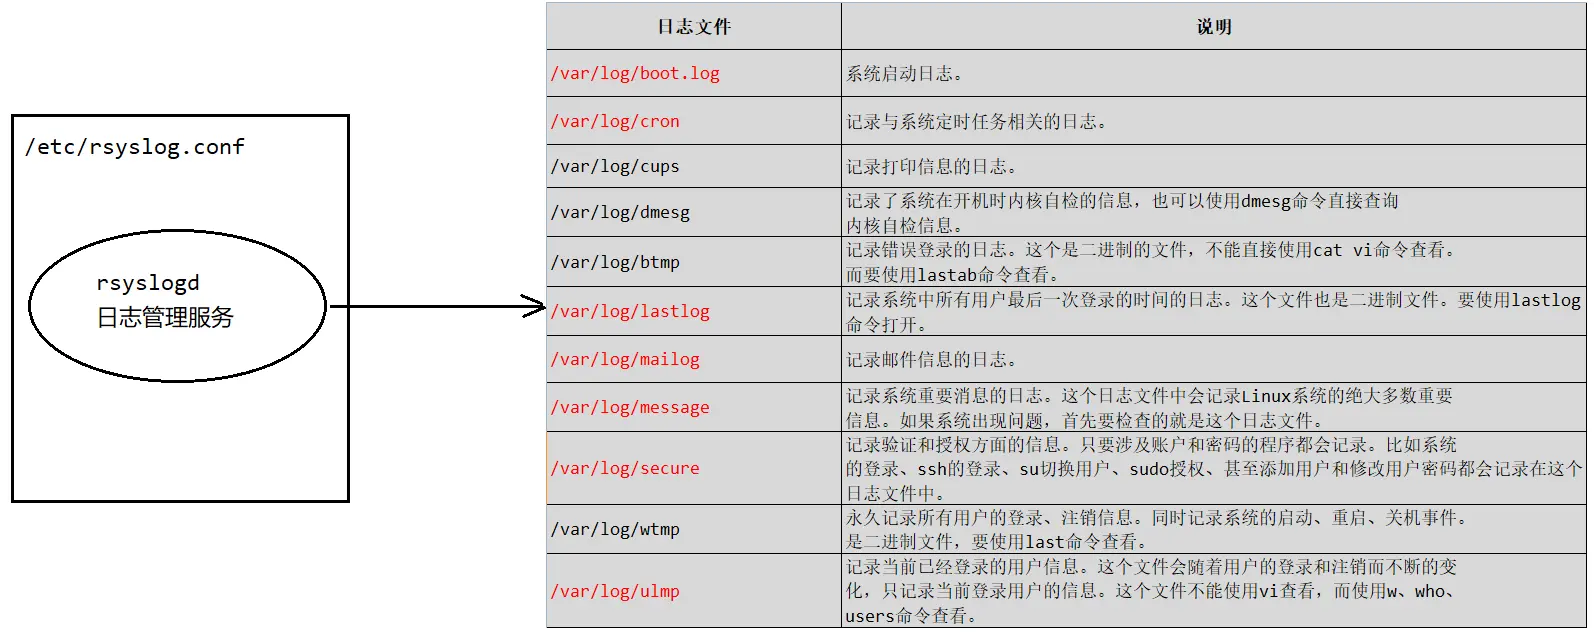 /etc/rsyslog.conf
rsyslogd
日志管理服务
日志文件 说明
/var/log/boot.log 系统启动日志。
/var/log/cron 记录与系统定时任务相关的日志。
/var/log/cups 记录打印信息的日志。
/var/log/dmesg 记录了系统在开机时内核自检的信息，也可以使用dmesg命令直接查询
内核自检信息。
/var/log/btmp 记录错误登录的日志。这个是二进制的文件，不能直接使用cat vi命令查看。
而要使用lastab命令查看。
/var/log/lastlog 记录系统中所有用户最后一次登录的时间的日志。这个文件也是二进制文件。要使用lastlog
命令打开。
/var/log/mailog 记录邮件信息的日志。
/var/log/message 记录系统重要消息的日志。这个日志文件中会记录Linux系统的绝大多数重要
信息。如果系统出现问题，首先要检查的就是这个日志文件。
/var/log/secure 记录验证和授权方面的信息。只要涉及账户和密码的程序都会记录。比如系统
的登录、ssh的登录、su切换用户、sudo授权、甚至添加用户和修改用户密码都会记录在这个
日志文件中。
/var/log/wtmp 永久记录所有用户的登录、注销信息。同时记录系统的启动、重启、关机事件。
是二进制文件，要使用last命令查看。
/var/log/ulmp 记录当前已经登录的用户信息。这个文件会随着用户的登录和注销而不断的变
化，只记录当前登录用户的信息。这个文件不能使用vi查看，而使用w、who、
users命令查看。